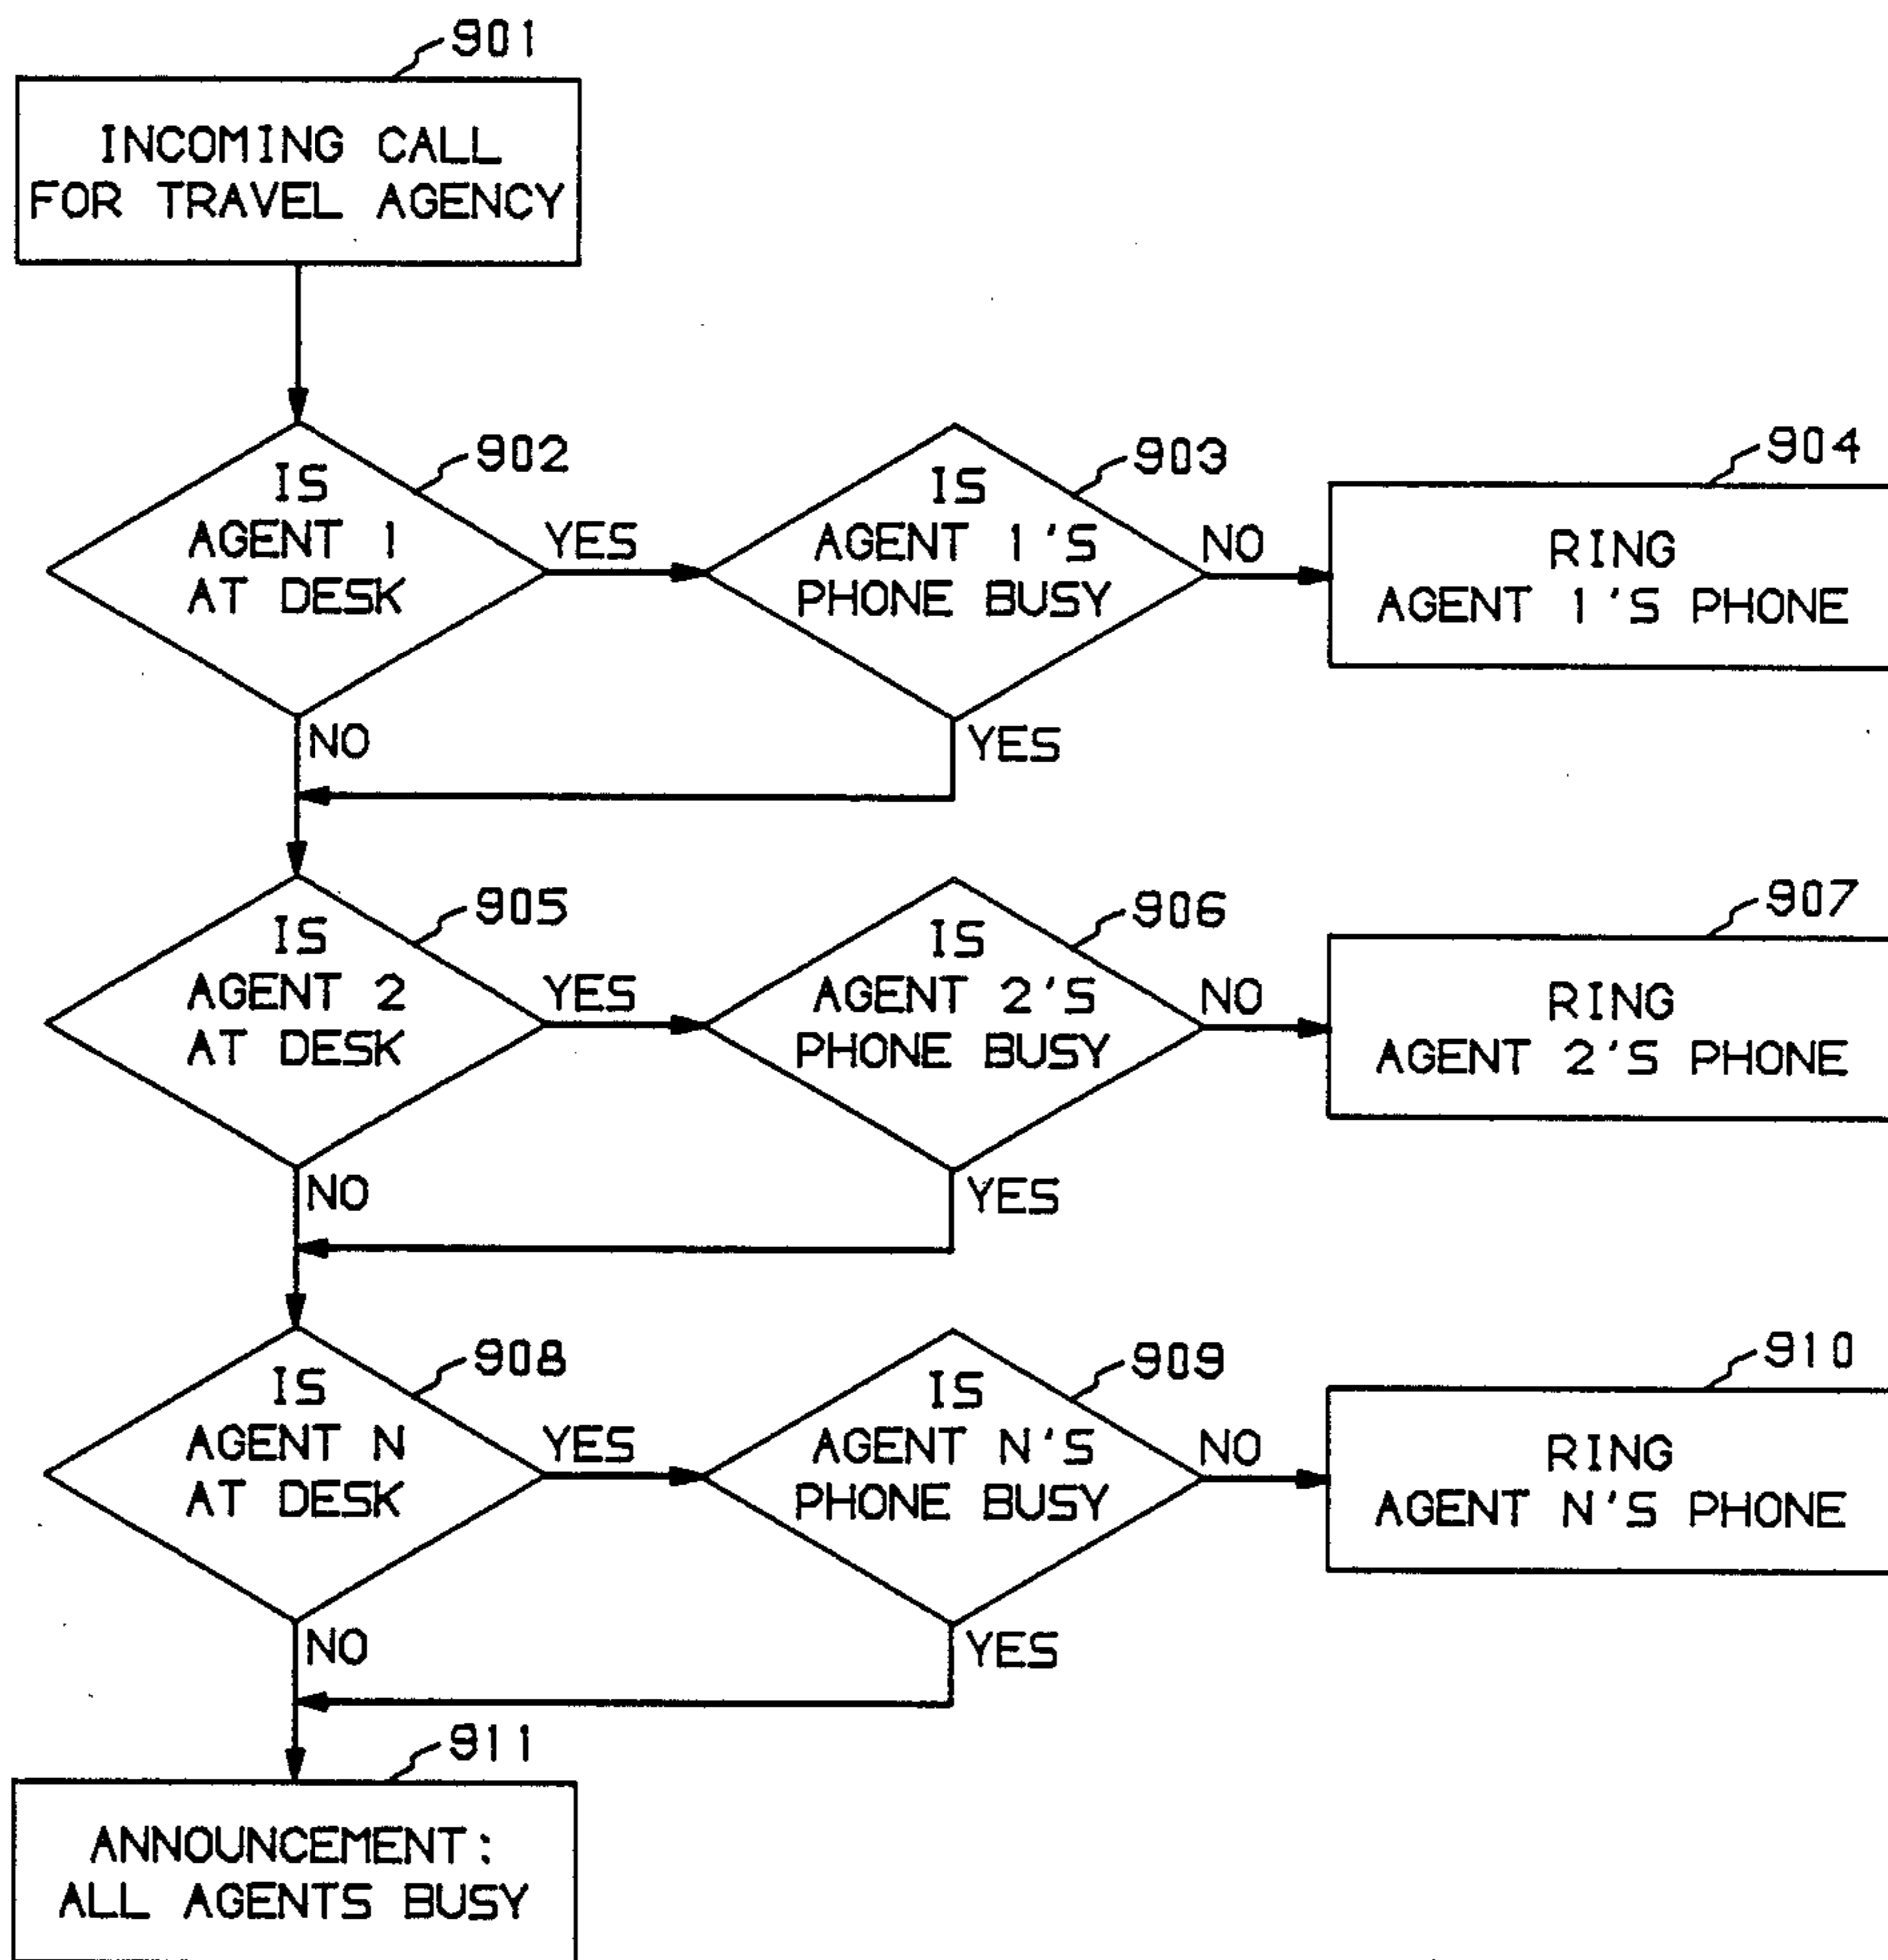 901
INCOMING CALL
FOR TRAVEL AGENCY
902
IS
AGENT 1
AT DESK
YES
NO
903
IS
AGENT 1'S
PHONE BUSY
NO
YES
904
RING
AGENT 1'S PHONE
905
IS
AGENT 2
AT DESK
YES
NO
906
IS
AGENT 2'S
PHONE BUSY
NO
YES
907
RING
AGENT 2'S PHONE
908
IS
AGENT N
AT DESK
YES
NO
909
IS
AGENT N'S
PHONE BUSY
NO
YES
910
RING
AGENT N'S PHONE
911
ANNOUNCEMENT:
ALL AGENTS BUSY